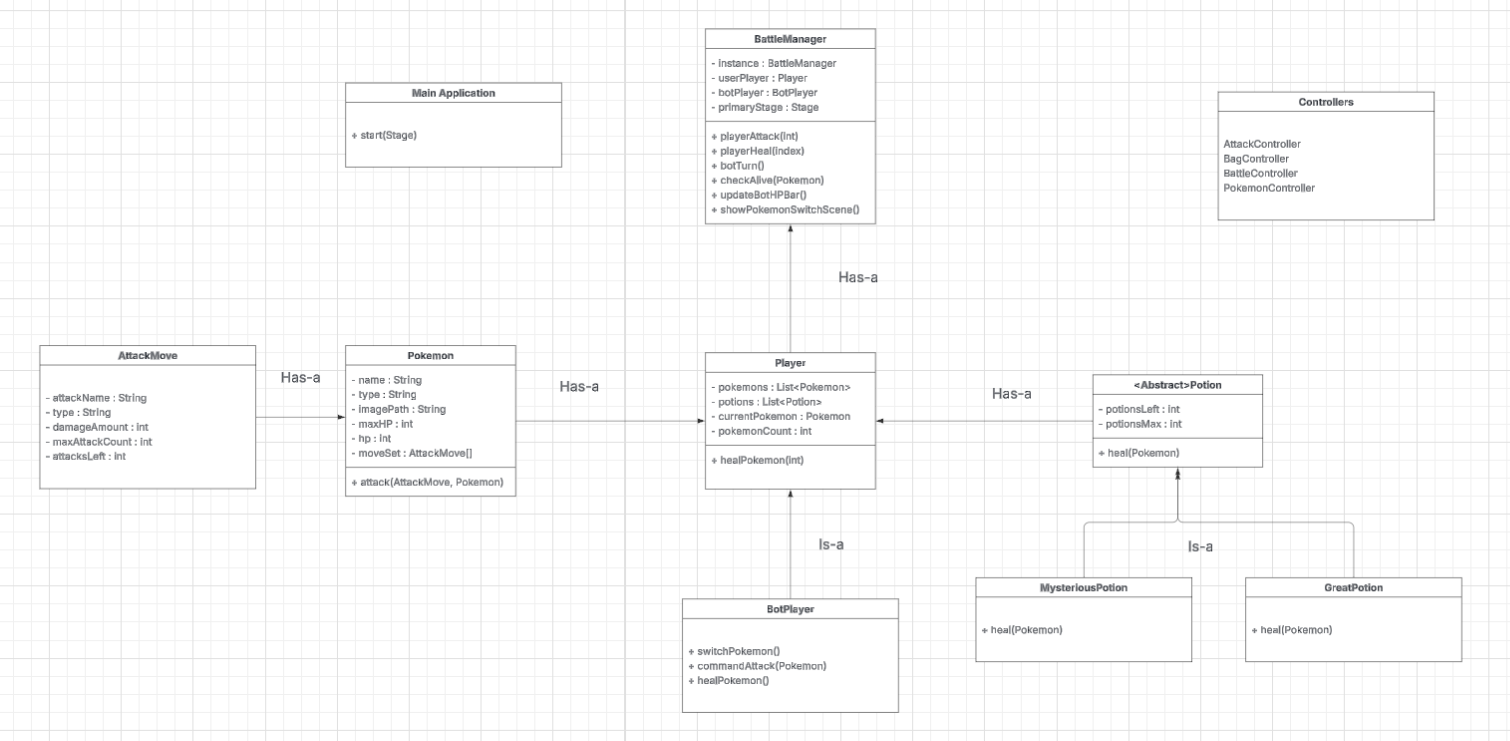 BattleManager
- instance : BattleManager
- userPlayer : Player
- botPlayer : BotPlayer
- primaryStage : Stage
+ playerAttack(int)
+ playerHeal(index)
+ botTurn()
+ checkAlive(Pokemon)
+ updateBotHPBar()
+ showPokemonSwitchScene()
Main Application
+ start(Stage)
Controllers
AttackController
BagController
BattleController
PokemonController
Has-a
AttackMove
- attackName : String
- type : String
- damageAmount : int
- maxAttackCount : int
- attacksLeft : int
Has-a
Pokemon
- name : String
- type : String
- imagePath : String
- maxHP : int
- hp : int
- moveSet : AttackMove[]
+ attack(AttackMove, Pokemon)
Has-a
Player
- pokemons : List<Pokemon>
- potions : List<Potion>
- currentPokemon : Pokemon
- pokemonCount : int
+ healPokemon(int)
Has-a
<Abstract>Potion
- potionsLeft : int
- potionsMax : int
+ heal(Pokemon)
Is-a
Is-a
BotPlayer
+ switchPokemon()
+ commandAttack(Pokemon)
+ healPokemon()
MysteriousPotion
+ heal(Pokemon)
GreatPotion
+ heal(Pokemon)